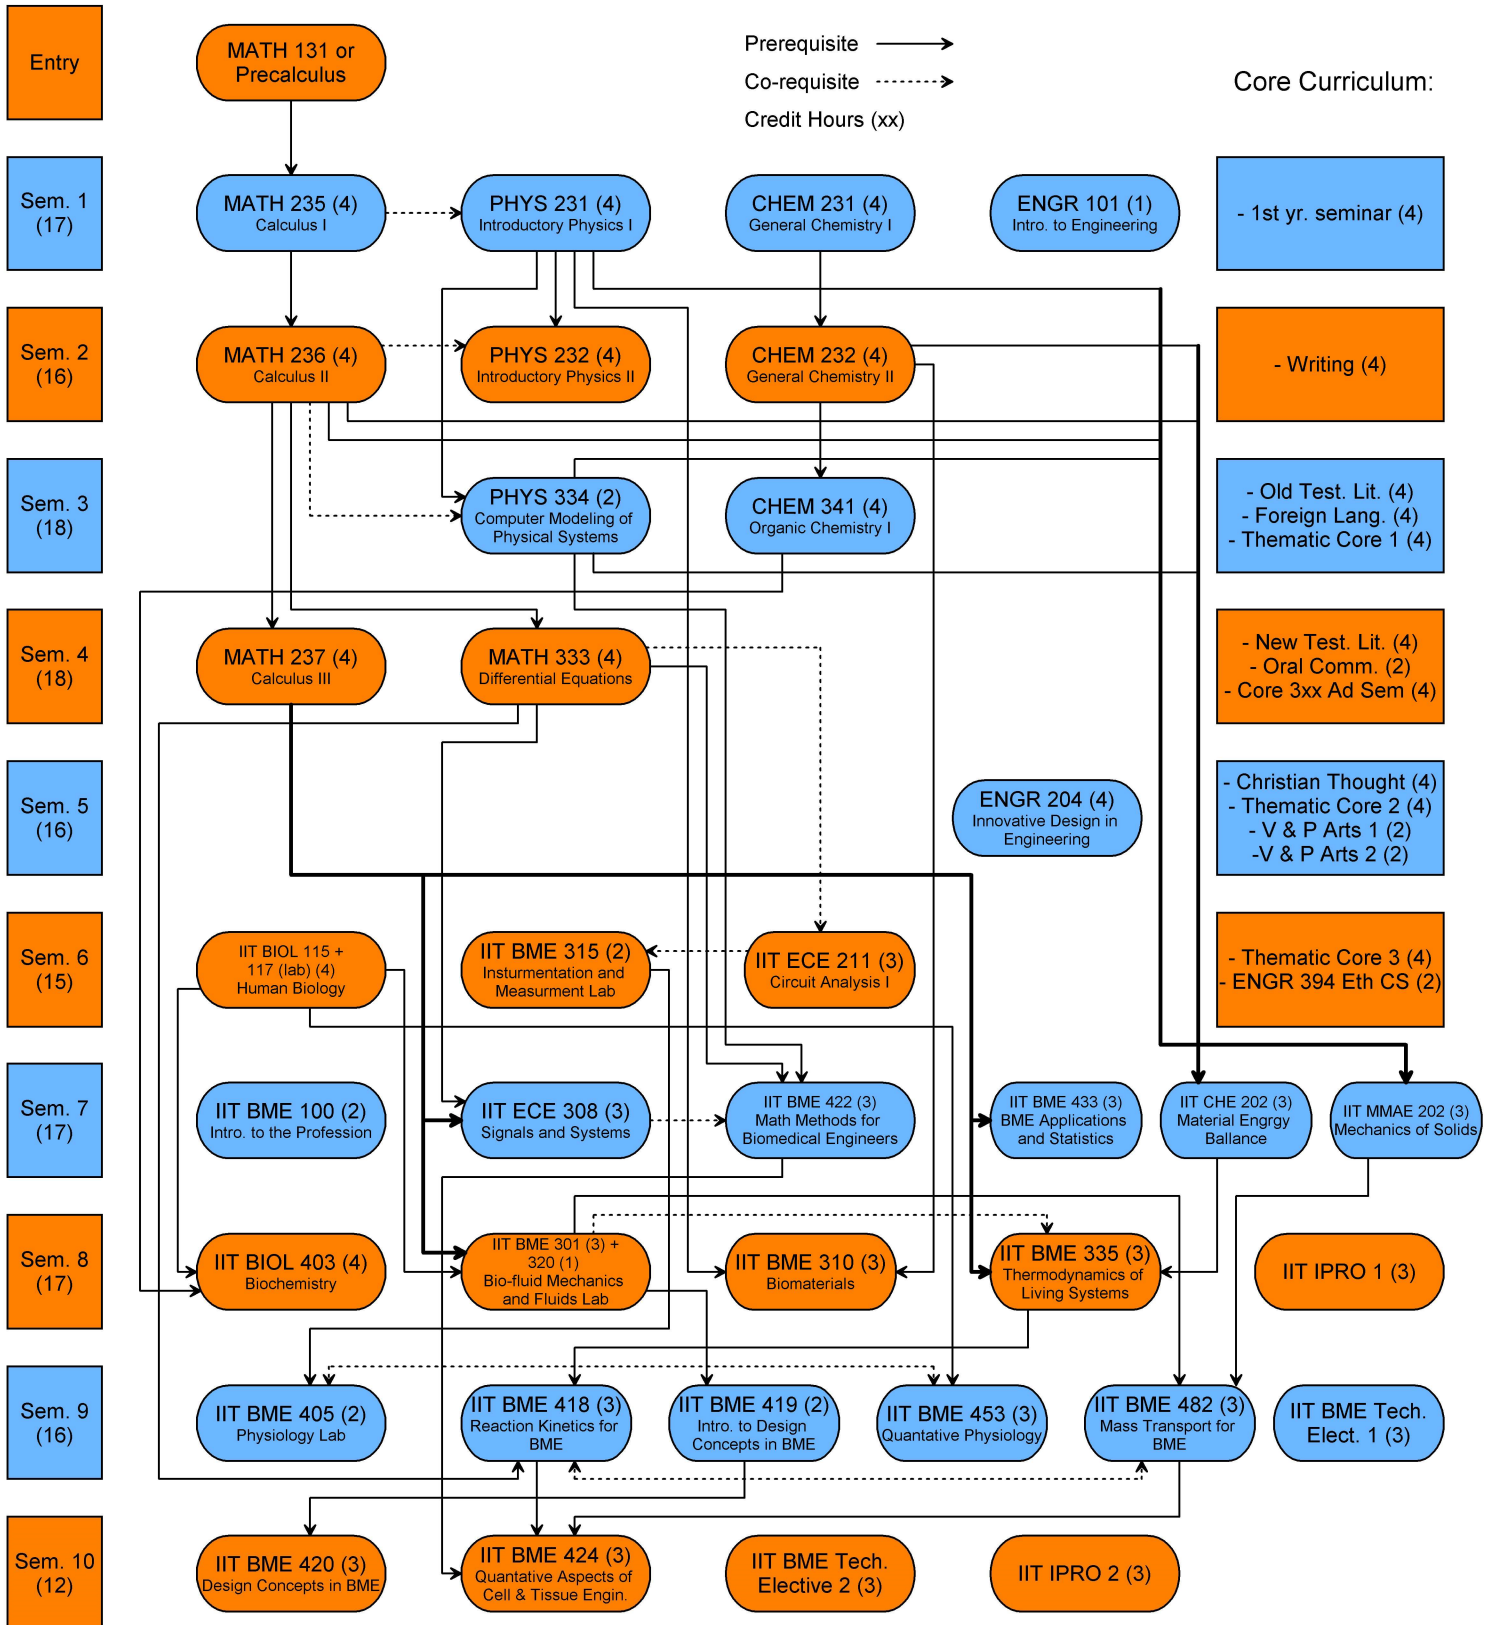 Entry
MATH 131 or
Precalculus
Prerequisite
Co-requisite
Credit Hours (xx)
Core Curriculum:
Sem. 1
(17)
MATH 235 (4)
Calculus I
PHYS 231 (4)
Introductory Physics I
CHEM 231 (4)
General Chemistry I
ENGR 101 (1)
Intro. to Engineering
- 1st yr. seminar (4)
Sem. 2
(16)
MATH 236 (4)
Calculus II
PHYS 232 (4)
Introductory Physics II
CHEM 232 (4)
General Chemistry II
- Writing (4)
Sem. 3
(18)
PHYS 334 (2)
Computer Modeling of
Physical Systems
CHEM 341 (4)
Organic Chemistry I
- Old Test. Lit. (4)
- Foreign Lang. (4)
- Thematic Core 1 (4)
Sem. 4
(18)
MATH 237 (4)
Calculus III
MATH 333 (4)
Differential Equations
- New Test. Lit. (4)
- Oral Comm. (2)
- Core 3xx Ad Sem (4)
Sem. 5
(16)
ENGR 204 (4)
Innovative Design in
Engineering
- Christian Thought (4)
- Thematic Core 2 (4)
- V & P Arts 1 (2)
-V & P Arts 2 (2)
Sem. 6
(15)
IIT BIOL 115 +
117 (lab) (4)
Human Biology
IIT BME 315 (2)
Insturmentation and
Measurment Lab
IIT ECE 211 (3)
Circuit Analysis I
- Thematic Core 3 (4)
- ENGR 394 Eth CS (2)
Sem. 7
(17)
IIT BME 100 (2)
Intro. to the Profession
IIT ECE 308 (3)
Signals and Systems
IIT BME 422 (3)
Math Methods for
Biomedical Engineers
IIT BME 433 (3)
BME Applications
and Statistics
IIT CHE 202 (3)
Material Engrgy
Ballance
IIT MMAE 202 (3)
Mechanics of Solids
Sem. 8
(17)
IIT BIOL 403 (4)
Biochemistry
IIT BME 301 (3) +
320 (1)
Bio-fluid Mechanics
and Fluids Lab
IIT BME 310 (3)
Biomaterials
IIT BME 335 (3)
Thermodynamics of
Living Systems
IIT IPRO 1 (3)
Sem. 9
(16)
IIT BME 405 (2)
Physiology Lab
IIT BME 418 (3)
Reaction Kinetics for
BME
IIT BME 419 (2)
Intro. to Design
Concepts in BME
IIT BME 453 (3)
Quantative Physiology
IIT BME 482 (3)
Mass Transport for
BME
IIT BME Tech.
Elect. 1 (3)
Sem. 10
(12)
IIT BME 420 (3)
Design Concepts in BME
IIT BME 424 (3)
Quantative Aspects of
Cell & Tissue Engin.
IIT BME Tech.
Elective 2 (3)
IIT IPRO 2 (3)